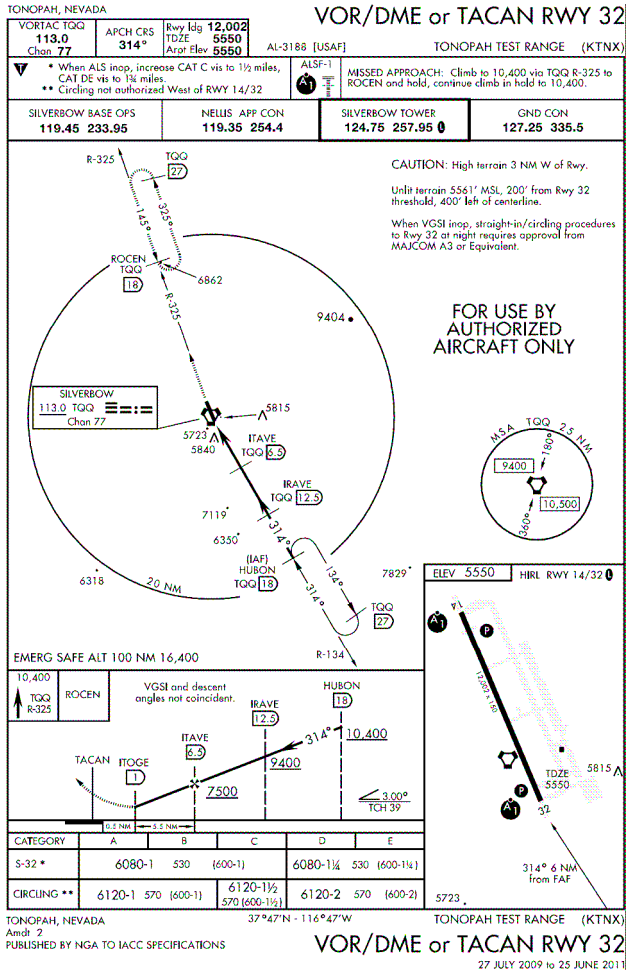 TONOPAH, NEVADA
VOR/DME or TACAN RWY 32
VORTAC TQQ
113.0
Chan 77
APCH CRS
314°
Rwy ldg 12,002
TDZE 5550
Arpt Elev 5550
AL-3188 [USAF]
TONOPAH TEST RANGE (KTNX)
* When ALS inop, increase CAT C vis to 1½ miles,
CAT DE vis to 1¾ miles.
** Circling not authorized West of RWY 14/32
ALSF-1
A1
MISSED APPROACH: Climb to 10,400 via TQQ R-325 to
ROCEN and hold, continue climb in hold to 10,400.
SILVERBOW BASE OPS
119.45 233.95
NELLIS APP CON
119.35 254.4
SILVERBOW TOWER
124.75 257.95 L
GND CON
127.25 335.5
R-325
TQQ
27
145°
325°
ROCEN
TQQ
18
6862
R-325
CAUTION: High terrain 3 NM W of Rwy.
Unlit terrain 5561' MSL, 200' from Rwy 32
threshold, 400' left of centerline.
When VGSI inop, straight-in/circling procedures
to Rwy 32 at night requires approval from
MAJCOM A3 or Equivalent.
9404
FOR USE BY
AUTHORIZED
AIRCRAFT ONLY
SILVERBOW
113.0 TQQ
Chan 77
5815
5723
5840
ITAVE
TQQ 6.5
IRAVE
TQQ 12.5
7119
6350
314°
(IAF)
HUBON
TQQ 18
134°
314°
7829
6318
20 NM
TQQ
27
R-134
MSA TQQ 25 NM
180°
9400
10,500
360°
EMERG SAFE ALT 100 NM 16,400
ELEV 5550
HIRL RWY 14/32 L
A1
14
P
12,002 x 150
TDZE
5550
5815
P
A1
32
314° 6 NM
from FAF
5723
10,400
TQQ
R-325
ROCEN
VGSI and descent
angles not coincident.
HUBON
18
IRAVE
12.5
ITAVE
6.5
TACAN
ITOGE
1
314°
10,400
9400
7500
3.00°
TCH 39
0.5 NM
5.5 NM
CATEGORY A B C D E
S-32 * 6080-1 530 (600-1) 6080-1¼ 530 (600-1¼)
CIRCLING ** 6120-1 570 (600-1) 6120-1½ 570 (600-1½) 6120-2 570 (600-2)
TONOPAH, NEVADA
Amdt 2
PUBLISHED BY NGA TO IACC SPECIFICATIONS
37°47'N - 116°47'W
TONOPAH TEST RANGE (KTNX)
VOR/DME or TACAN RWY 32
27 JULY 2009 to 25 JUNE 2011